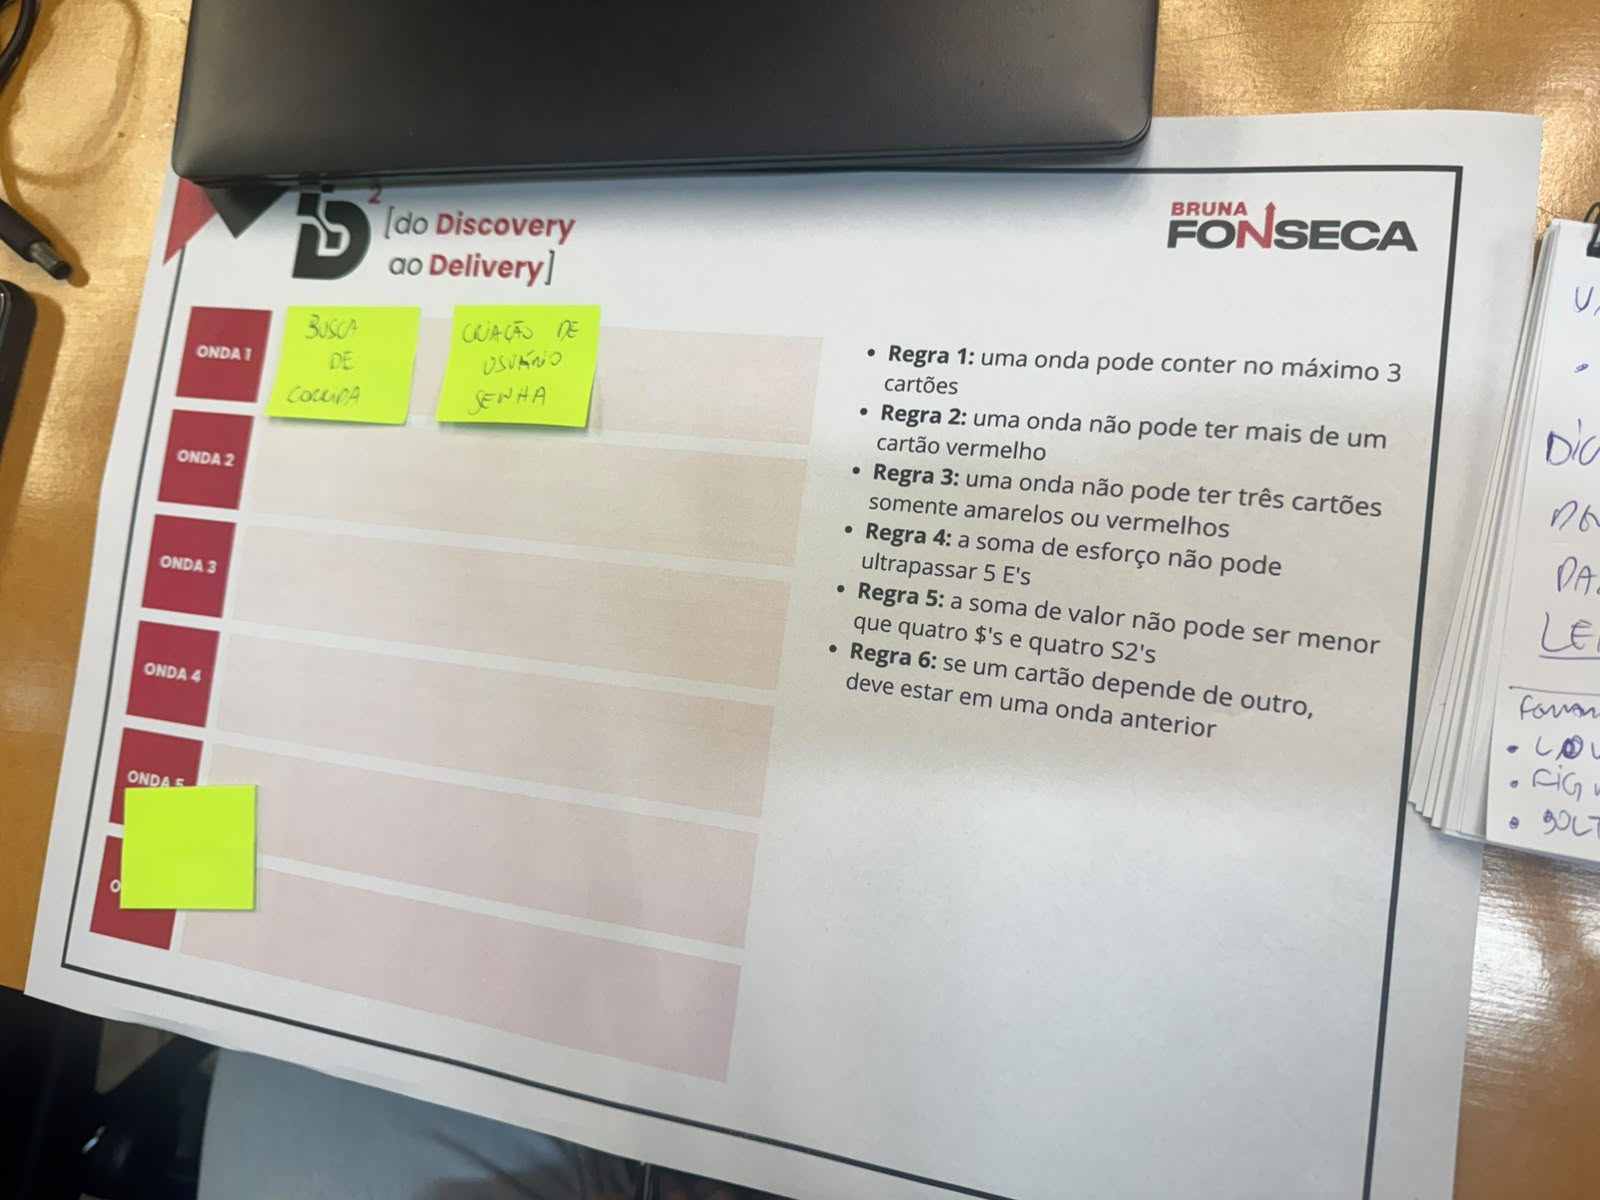 2
[do Discovery
ao Delivery]
BRUNA
FONSECA
ONDA 1
BUSCA
DE
CORRIDA
CRIAÇÃO DE
USUÁRIO
SENHA
ONDA 2
ONDA 3
ONDA 4
ONDA 5
• Regra 1: uma onda pode conter no máximo 3
cartões
• Regra 2: uma onda não pode ter mais de um
cartão vermelho
• Regra 3: uma onda não pode ter três cartões
somente amarelos ou vermelhos
• Regra 4: a soma de esforço não pode
ultrapassar 5 E's
• Regra 5: a soma de valor não pode ser menor
que quatro $'s e quatro S2's
• Regra 6: se um cartão depende de outro,
deve estar em uma onda anterior